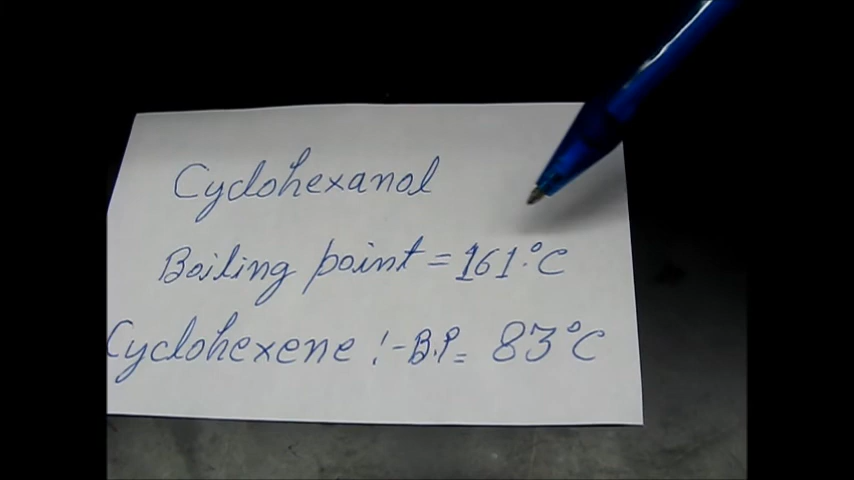 Cyclohexanol
Boiling point = 161.°C
Cyclohexene :- B.P = 83°C